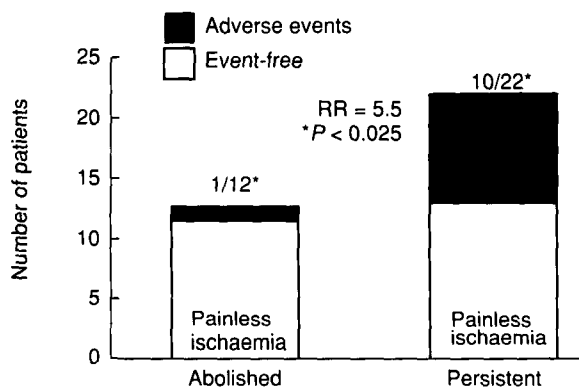 Adverse events
Event-free
Number of patients
25
20
15
10
5
0
1/12*
RR = 5.5
*P < 0.025
10/22*
Painless
ischaemia
Painless
ischaemia
Abolished
Persistent